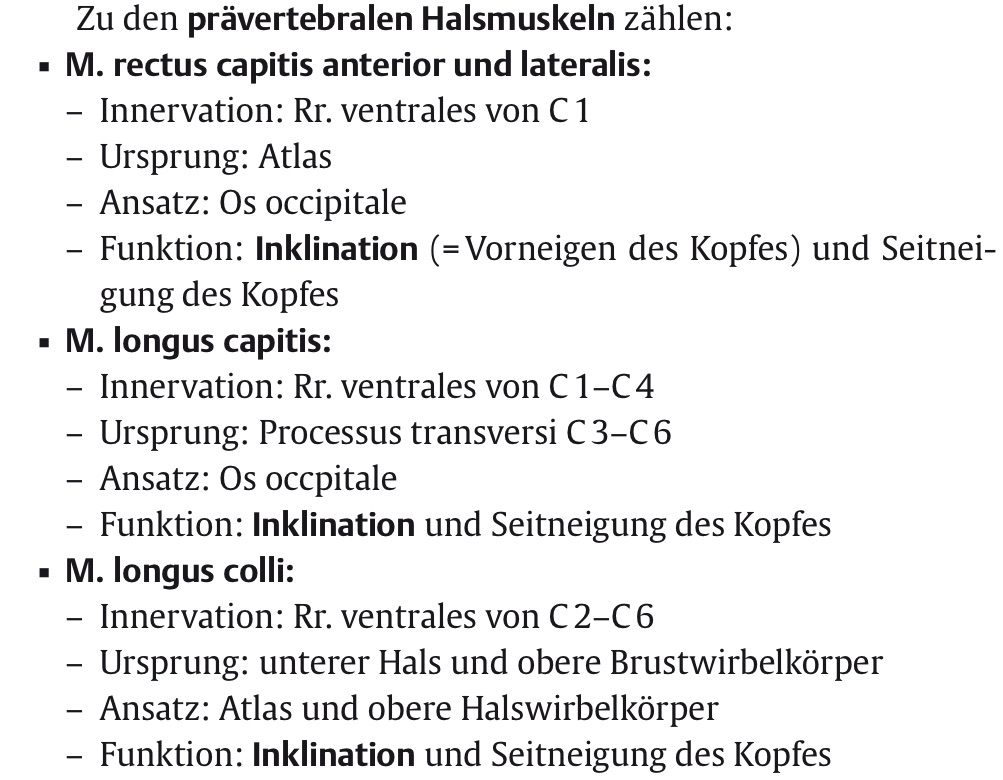 Zu den prävertebralen Halsmuskeln zählen:
▪ M. rectus capitis anterior und lateralis:
– Innervation: Rr. ventrales von C 1
– Ursprung: Atlas
– Ansatz: Os occipitale
– Funktion: Inklination (= Vorneigen des Kopfes) und Seitnei-
gung des Kopfes
▪ M. longus capitis:
– Innervation: Rr. ventrales von C 1–C 4
– Ursprung: Processus transversi C 3–C 6
– Ansatz: Os occpitale
– Funktion: Inklination und Seitneigung des Kopfes
▪ M. longus colli:
– Innervation: Rr. ventrales von C 2–C 6
– Ursprung: unterer Hals und obere Brustwirbelkörper
– Ansatz: Atlas und obere Halswirbelkörper
– Funktion: Inklination und Seitneigung des Kopfes